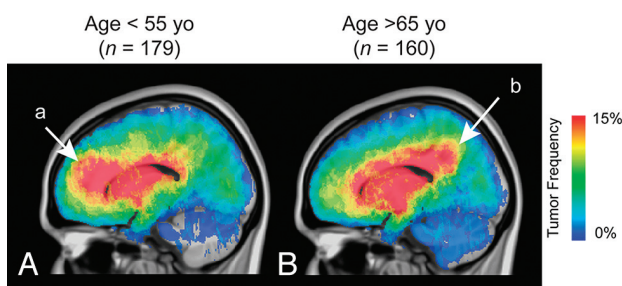 Age < 55 yo
(n = 179)
Age >65 yo
(n = 160)
a
b
A
B
15%
0%
Tumor Frequency